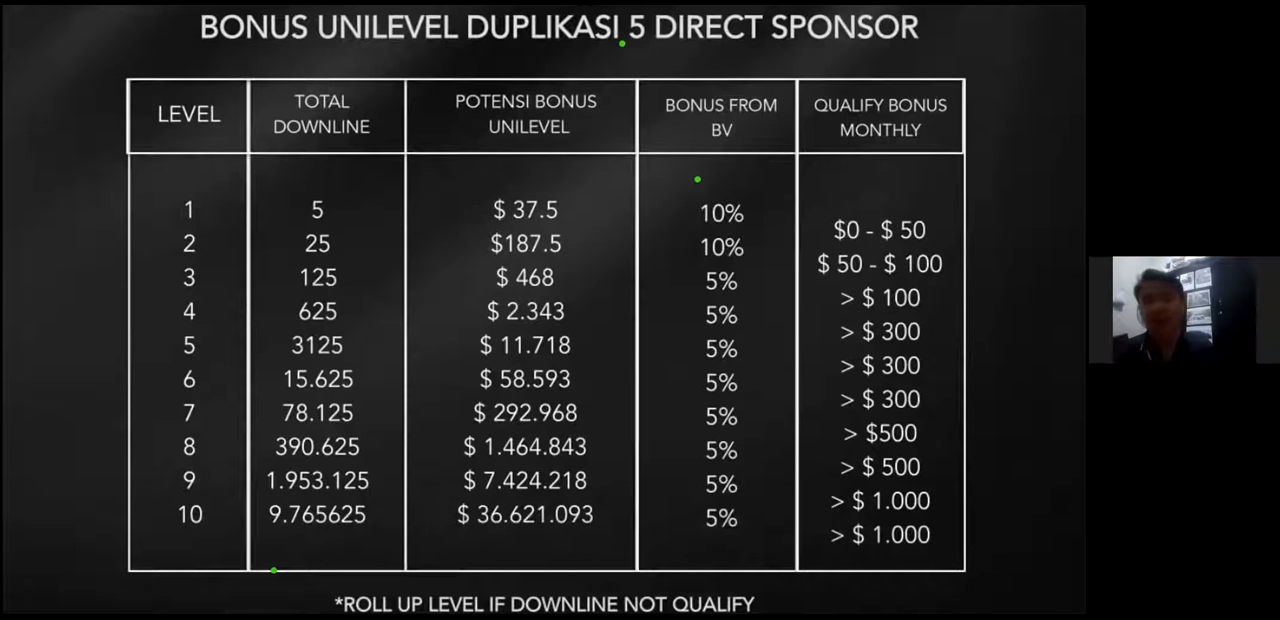 BONUS UNILEVEL DUPLIKASI 5 DIRECT SPONSOR
LEVEL
TOTAL
DOWNLINE
POTENSI BONUS
UNILEVEL
BONUS FROM
BV
QUALIFY BONUS
MONTHLY
1 5 $ 37.5 10% $0 - $ 50
2 25 $187.5 10% $ 50 - $ 100
3 125 $ 468 5% > $ 100
4 625 $ 2.343 5% > $ 300
5 3125 $ 11.718 5% > $ 300
6 15.625 $ 58.593 5% > $ 300
7 78.125 $ 292.968 5% > $500
8 390.625 $ 1.464.843 5% > $ 500
9 1.953.125 $ 7.424.218 5% > $ 1.000
10 9.765625 $ 36.621.093 5% > $ 1.000
*ROLL UP LEVEL IF DOWNLINE NOT QUALIFY